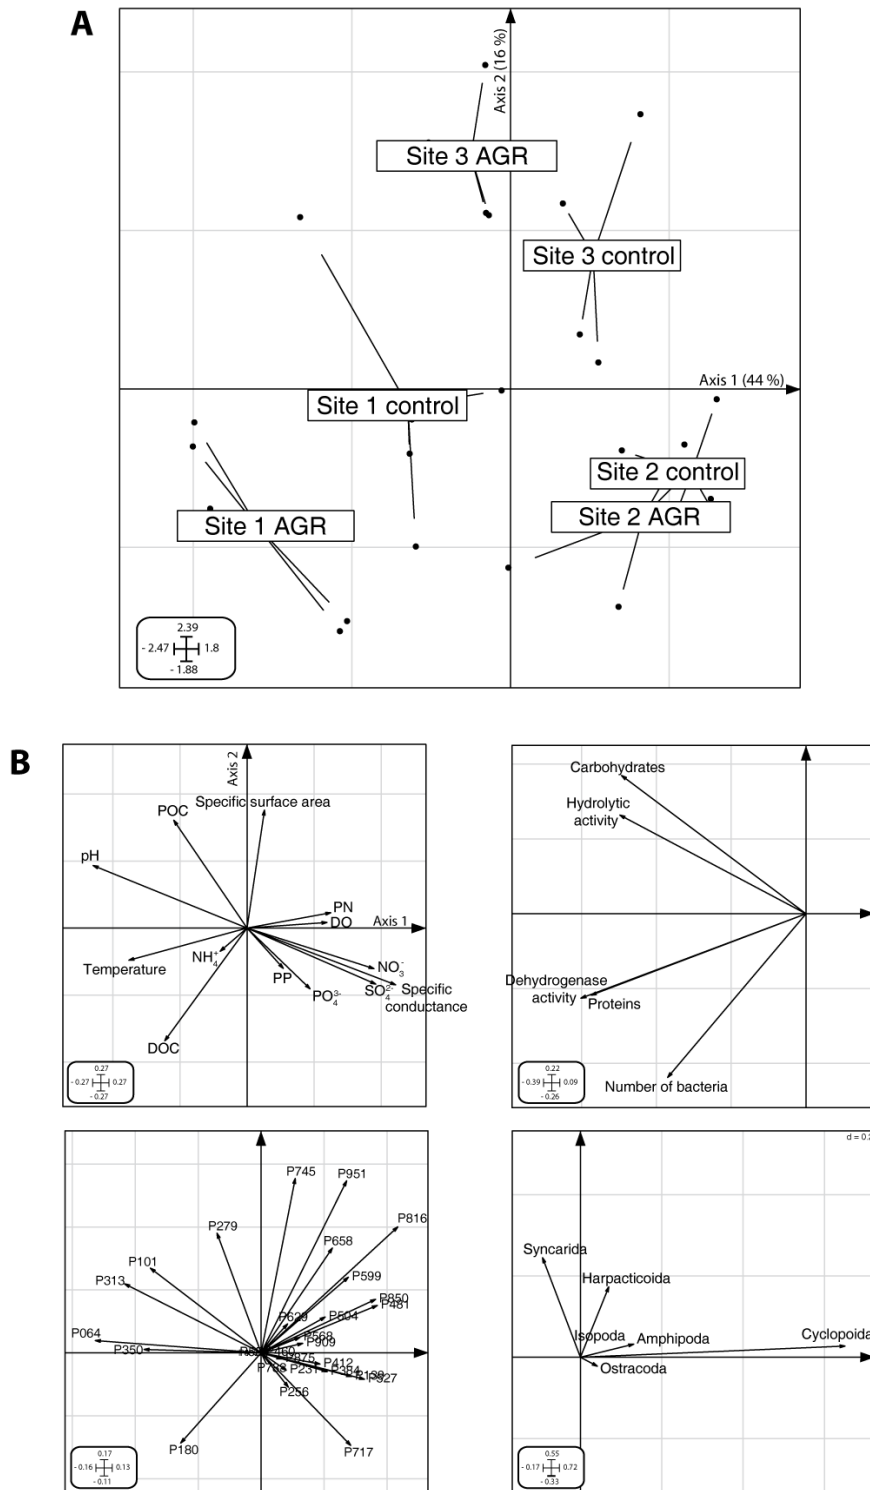 A
Axis 2 (16 %)
Site 3 AGR
Site 3 control
Axis 1 (44 %)
Site 1 control
Site 2 control
Site 2 AGR
Site 1 AGR
2.39
- 2.47
1.8
- 1.88
B
Axis 2
POC
Specific surface area
pH
PN
DO
Axis 1
NH₄⁺
Temperature
NO₃⁻
PP
PO₄³⁻
SO₄²⁻
Specific
conductance
DOC
0.27
- 0.27
0.27
- 0.27
Carbohydrates
Hydrolytic
activity
Dehydrogenase
activity
Proteins
Number of bacteria
0.22
- 0.39
0.09
- 0.26
P745
P951
P279
P816
P658
P101
P599
P313
P850
P481
P629
P504
P064
P568
P909
P350
P412
P231
P256
P180
P717
0.17
- 0.16
0.13
- 0.11
d = 0.2
Syncarida
Harpacticoida
Isopoda
Amphipoda
Cyclopoida
Ostracoda
0.55
- 0.17
0.72
- 0.33